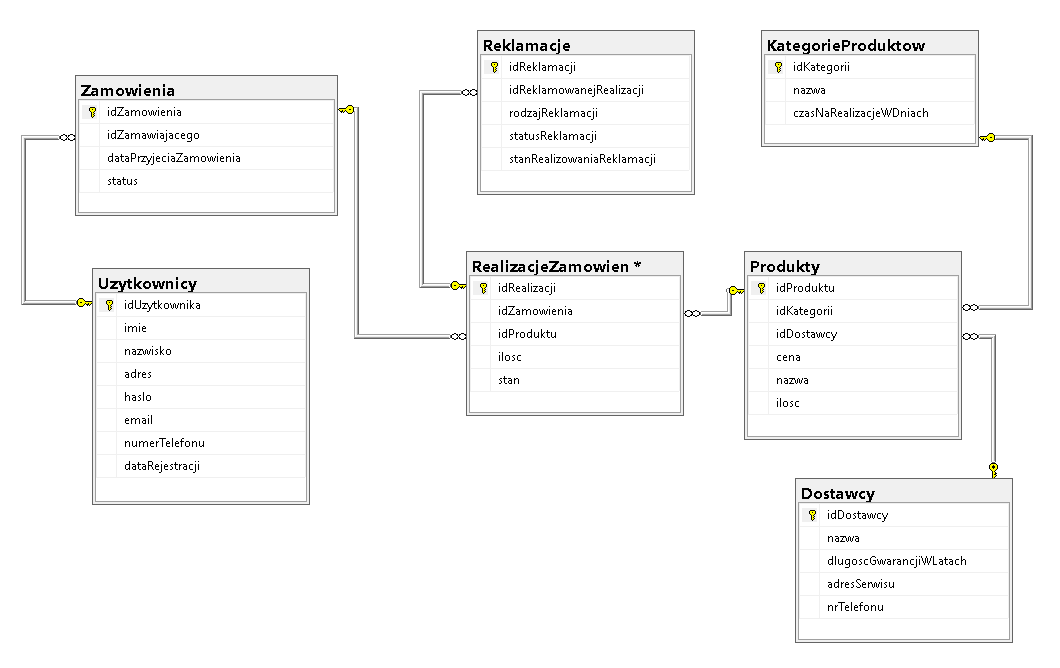 Zamowienia
idZamowienia
idZamawiajacego
dataPrzyjeciaZamowienia
status
Uzytkownicy
idUzytkownika
imie
nazwisko
adres
haslo
email
numerTelefonu
dataRejestracji
Reklamacje
idReklamacji
idReklamowanejRealizacji
rodzajReklamacji
statusReklamacji
stanRealizowaniaReklamacji
RealizacjeZamowien *
idRealizacji
idZamowienia
idProduktu
ilosc
stan
KategorieProduktow
idKategorii
nazwa
czasNaRealizacjeWDniach
Produkty
idProduktu
idKategorii
idDostawcy
cena
nazwa
ilosc
Dostawcy
idDostawcy
nazwa
dlugoscGwarancjiWLatach
adresSerwisu
nrTelefonu